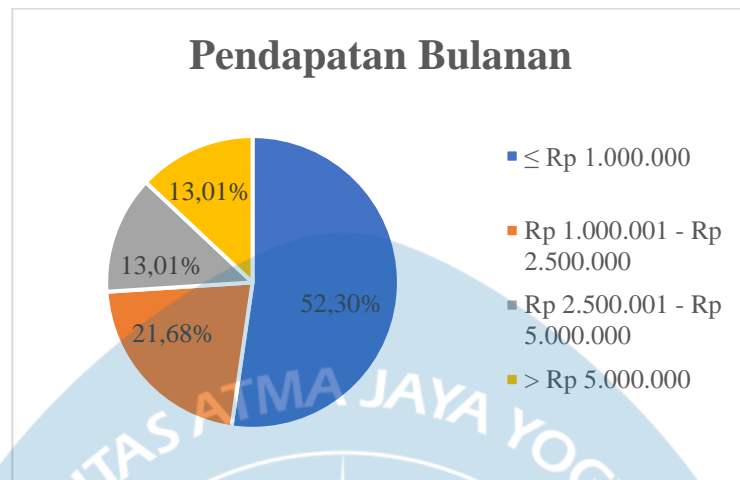 Pendapatan Bulanan
13,01%
13,01%
52,30%
21,68%
≤ Rp 1.000.000
Rp 1.000.001 - Rp
2.500.000
Rp 2.500.001 - Rp
5.000.000
> Rp 5.000.000
ITAS ATMA JAYA YOG